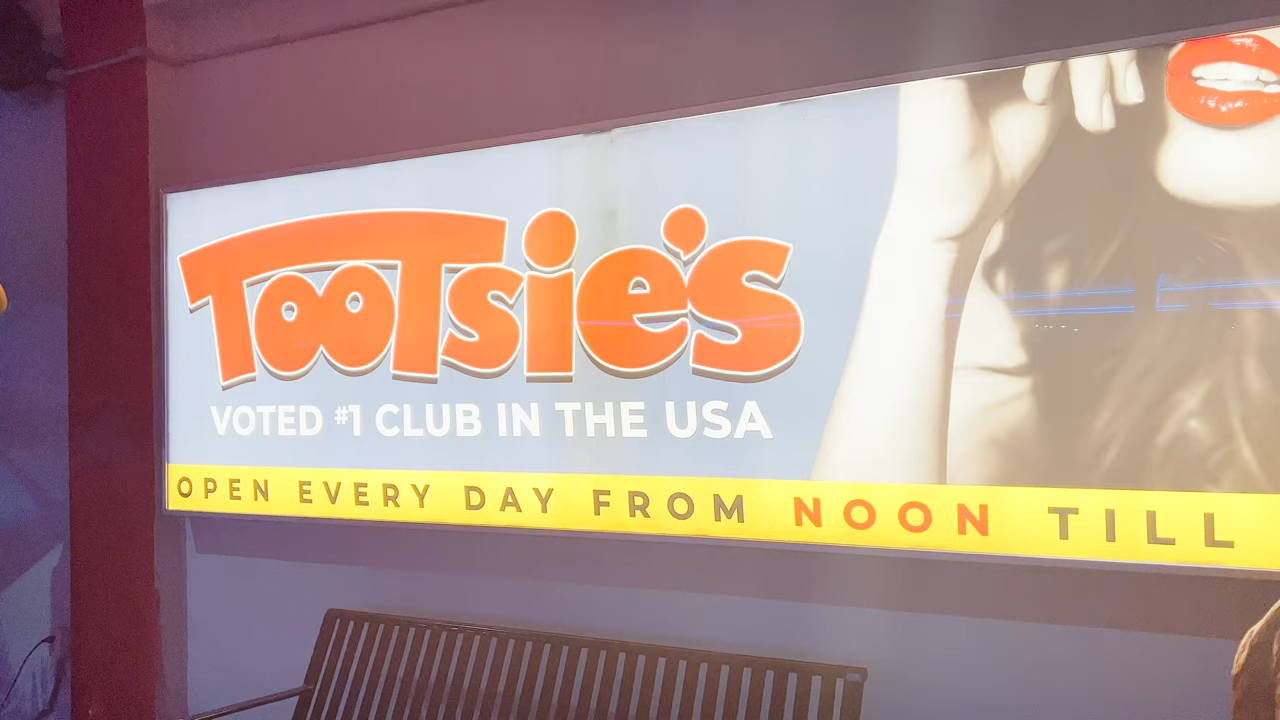 TooTsie's
VOTED #1 CLUB IN THE USA
OPEN EVERY DAY FROM NOON TILL